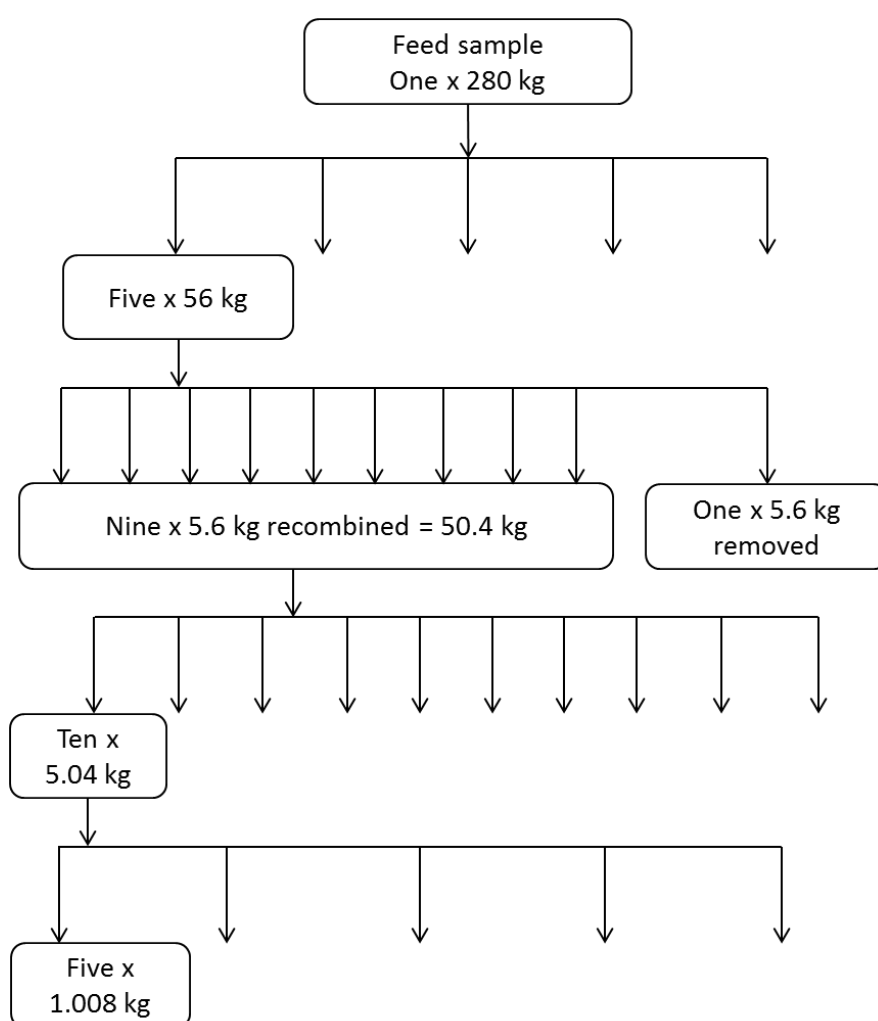 Feed sample
One x 280 kg
Five x 56 kg
Nine x 5.6 kg recombined = 50.4 kg
One x 5.6 kg
removed
Ten x
5.04 kg
Five x
1.008 kg